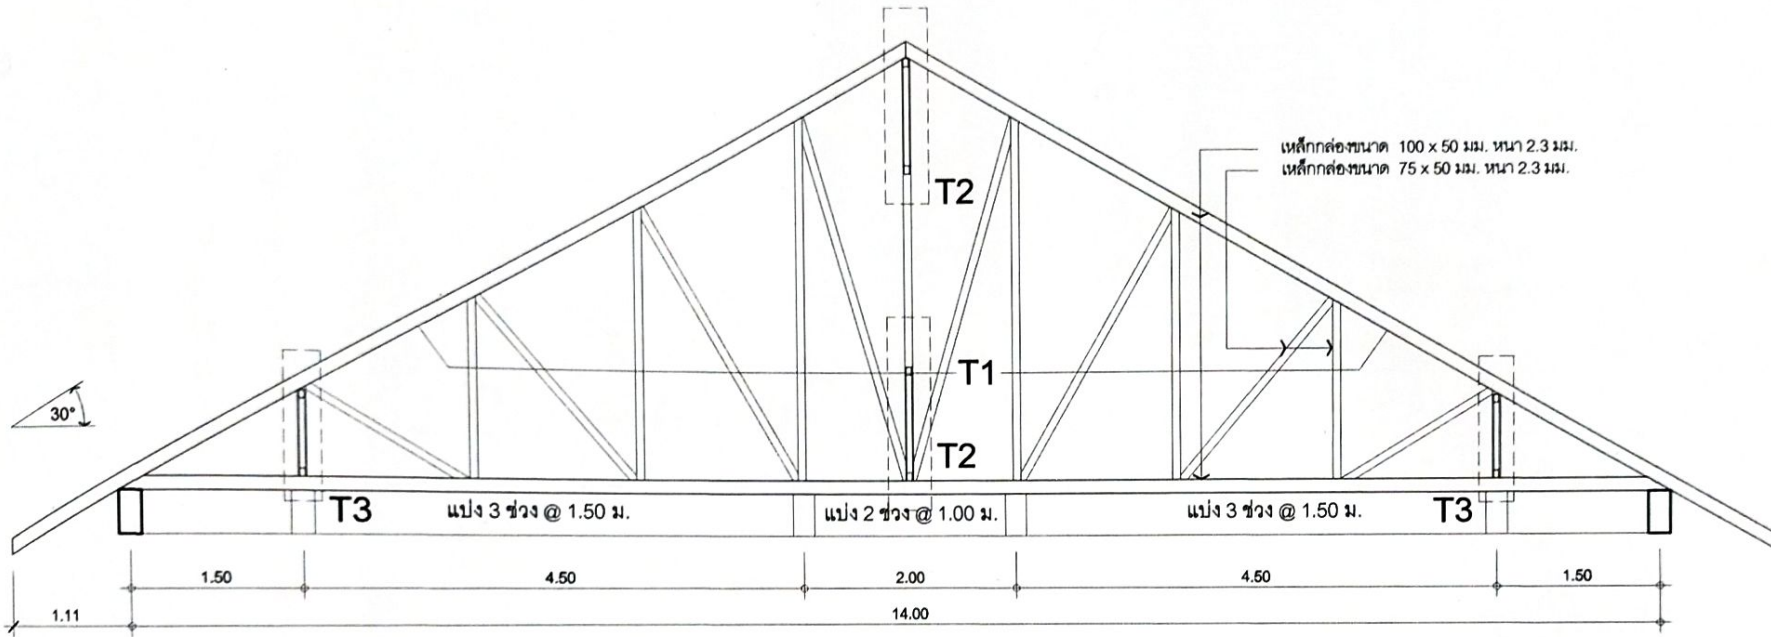 เหล็กกล่องขนาด 100 x 50 มม. หนา 2.3 มม.
เหล็กกล่องขนาด 75 x 50 มม. หนา 2.3 มม.
T2
T1
30°
T2
T3
แบ่ง 3 ช่วง @ 1.50 ม.
แบ่ง 2 ช่วง @ 1.00 ม.
แบ่ง 3 ช่วง @ 1.50 ม.
T3
1.50
4.50
2.00
4.50
1.50
1.11
14.00